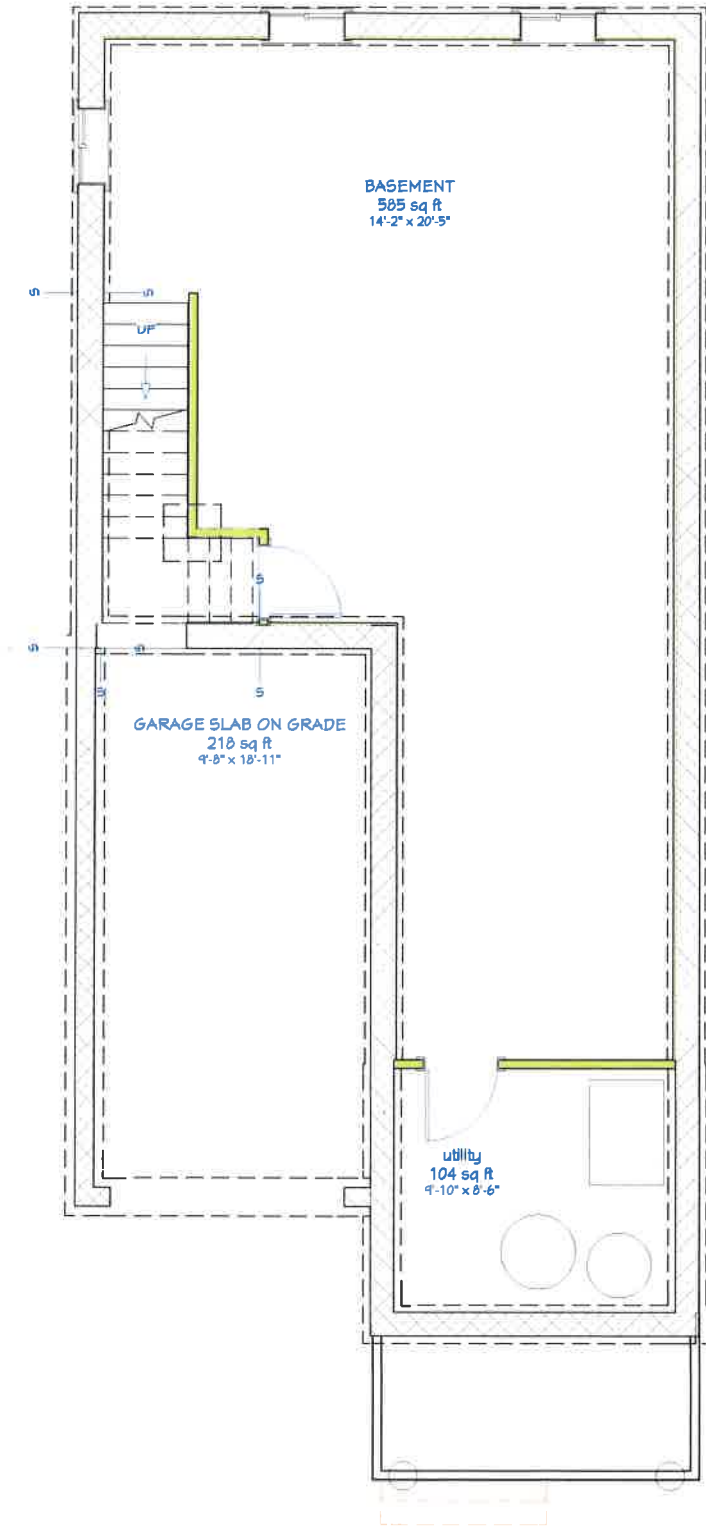 BASEMENT
585 sq ft
14'-2" x 20'-5"
S
S
UP
S
S
S
S
S
GARAGE SLAB ON GRADE
218 sq ft
9'-8" x 18'-11"
utility
104 sq ft
9'-10" x 8'-6"